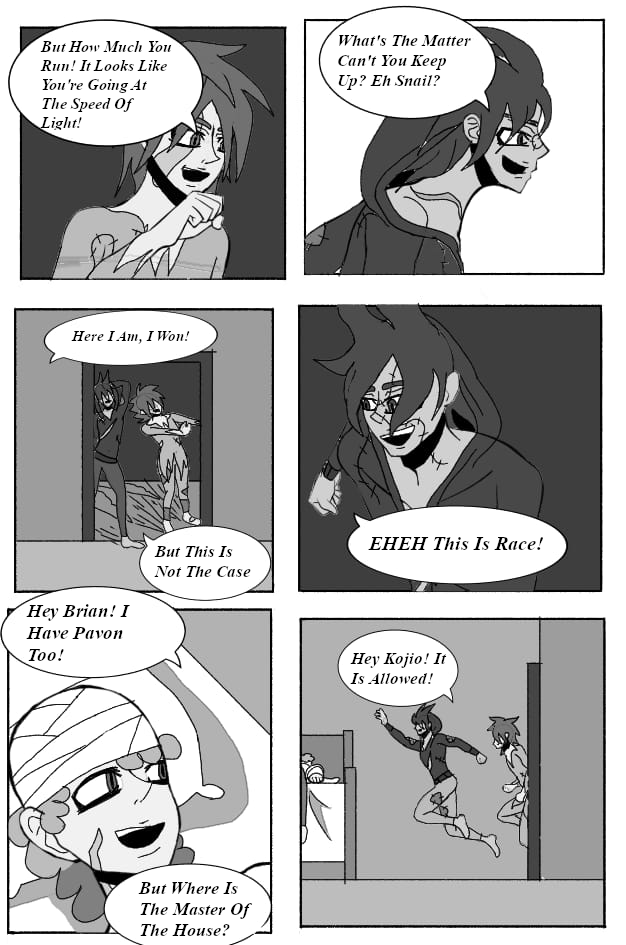 But How Much You
Run! It Looks Like
You're Going At
The Speed Of
Light!
What's The Matter
Can't You Keep
Up? Eh Snail?
Here I Am, I Won!
But This Is
Not The Case
EHEH This Is Race!
Hey Brian! I
Have Pavon
Too!
But Where Is
The Master Of
The House?
Hey Kojio! It
Is Allowed!